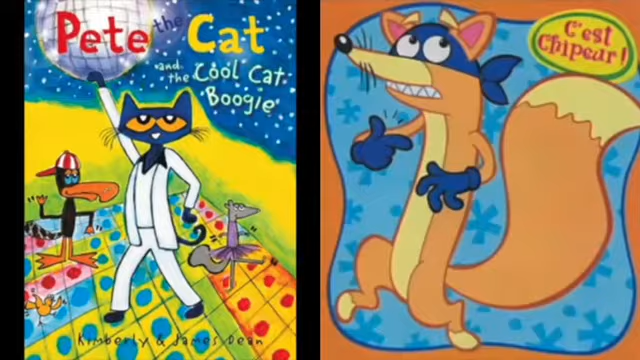 Pete the Cat
and the Cool Cat
Boogie
Kimberly & James Dean
C'est
Chipeur!